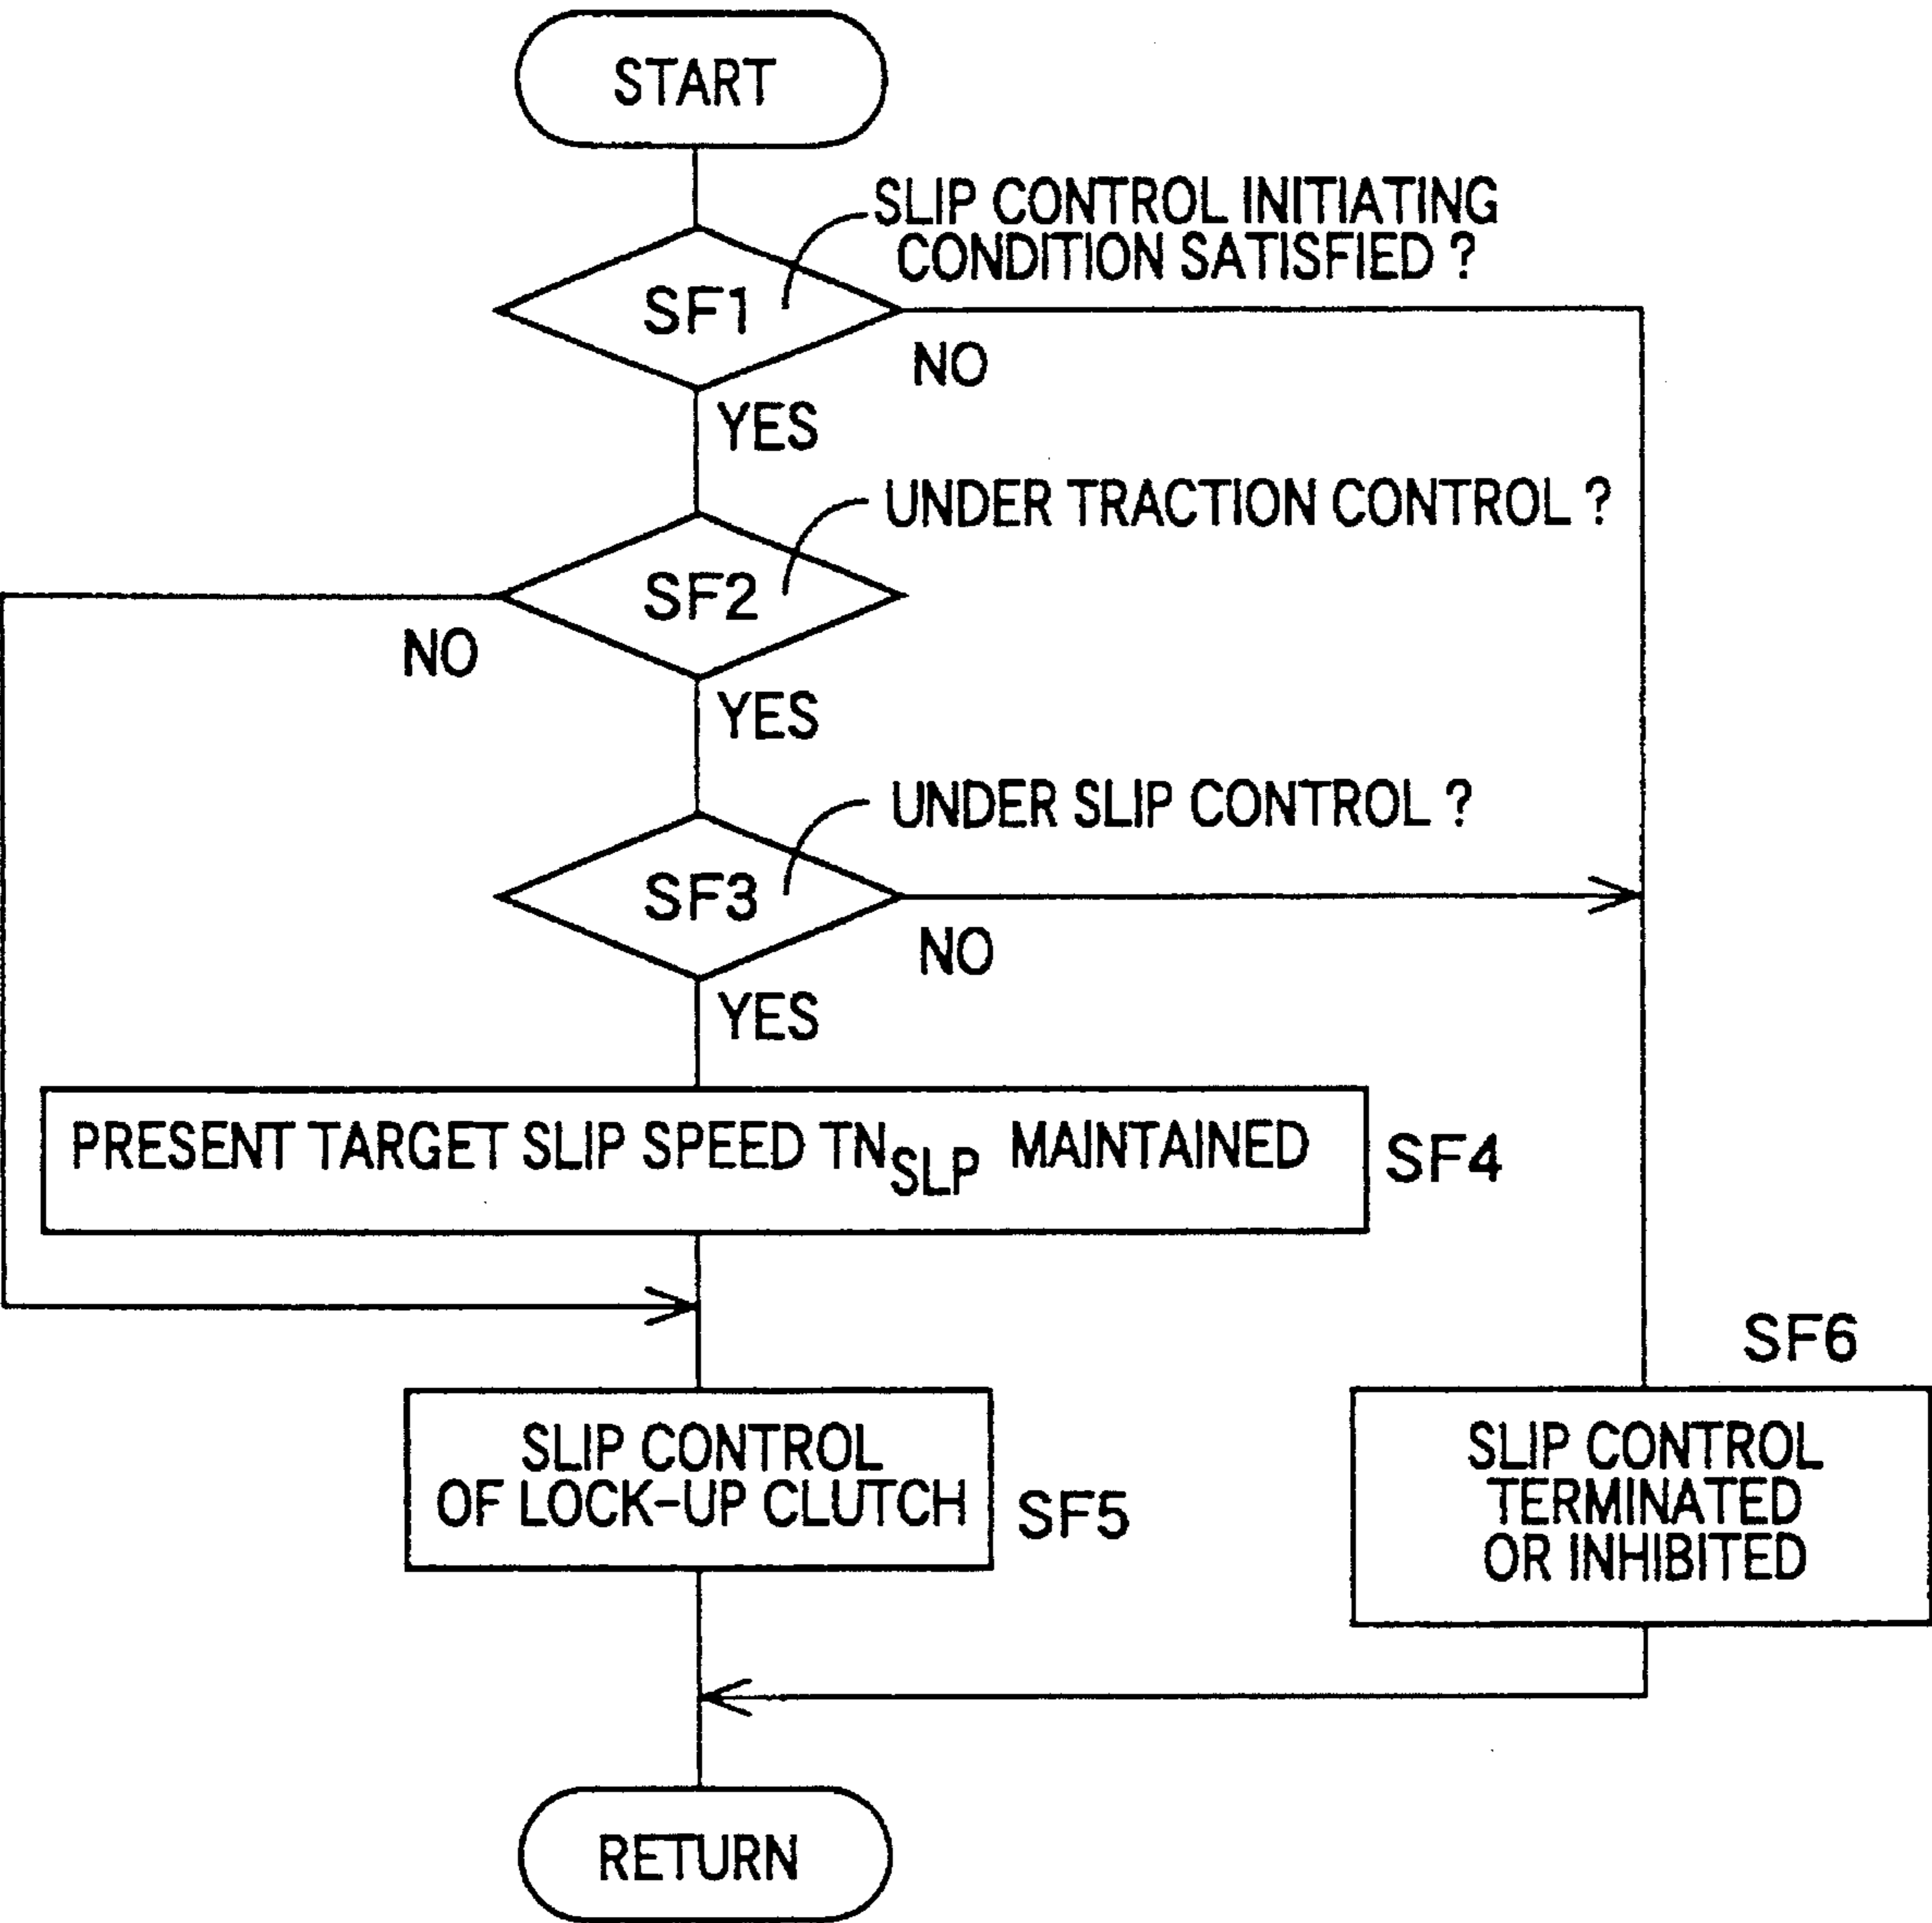 START
SLIP CONTROL INITIATING
CONDITION SATISFIED ?
SF1
NO
YES
UNDER TRACTION CONTROL ?
SF2
NO
YES
UNDER SLIP CONTROL ?
SF3
NO
YES
PRESENT TARGET SLIP SPEED TNSLP MAINTAINED
SF4
SF6
SLIP CONTROL
OF LOCK-UP CLUTCH
SF5
SLIP CONTROL
TERMINATED
OR INHIBITED
RETURN